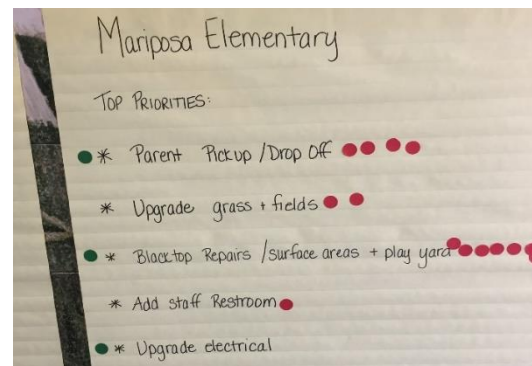 Mariposa Elementary
TOP PRIORITIES:
* Parent Pickup / Drop Off
* Upgrade grass + fields
* Blacktop Repairs / surface areas + play yard
* Add staff Restroom
* Upgrade electrical